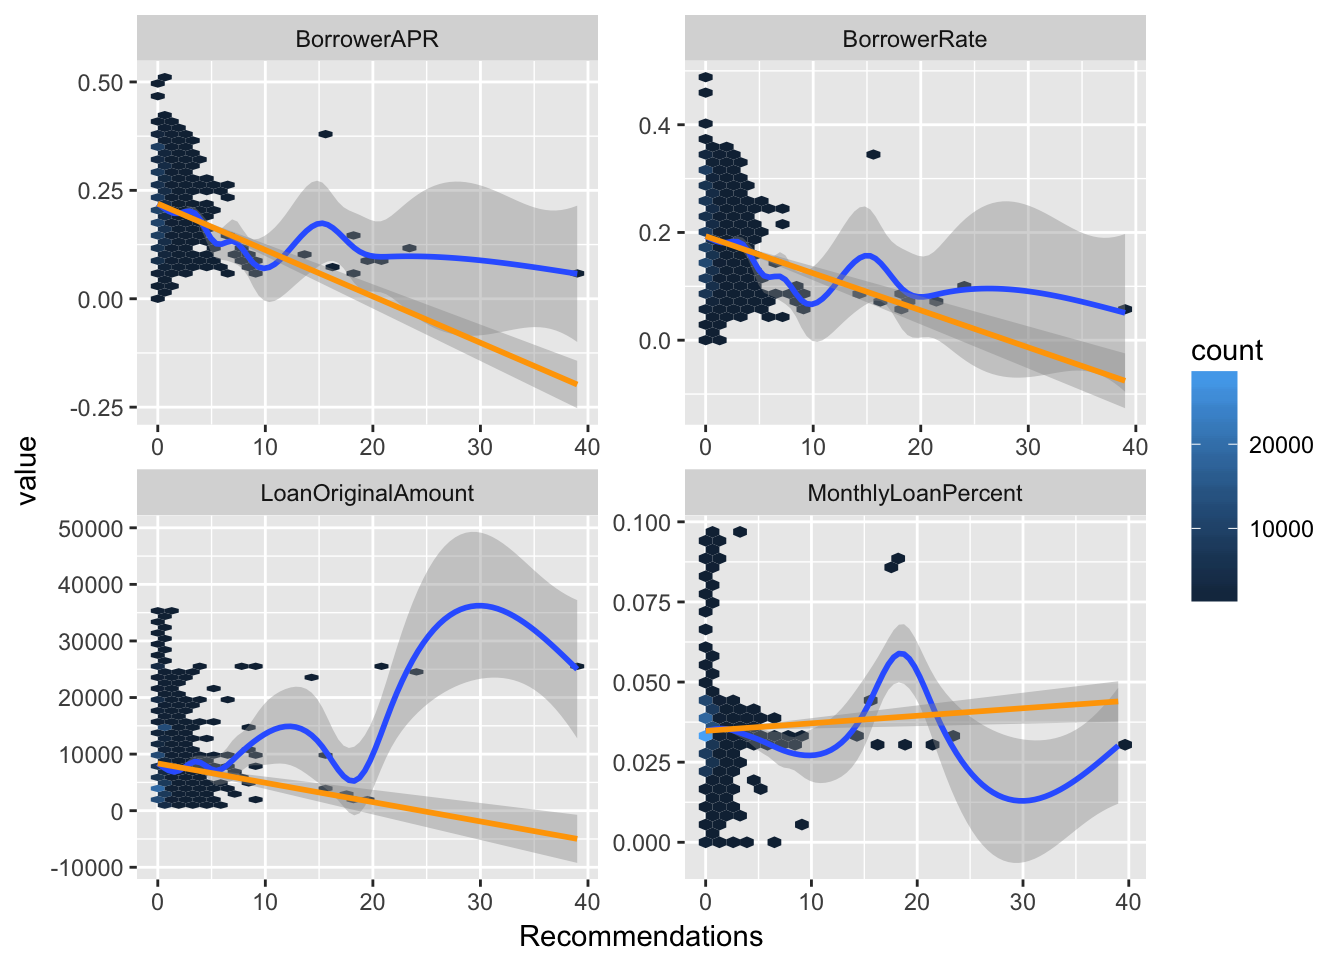 BorrowerAPR
BorrowerRate
0.50
0.25
0.00
-0.25
0.4
0.2
0.0
0 10 20 30 40
0 10 20 30 40
LoanOriginalAmount
MonthlyLoanPercent
50000
40000
30000
20000
10000
0
-10000
0.100
0.075
0.050
0.025
0.000
0 10 20 30 40
0 10 20 30 40
value
Recommendations
count
20000
10000